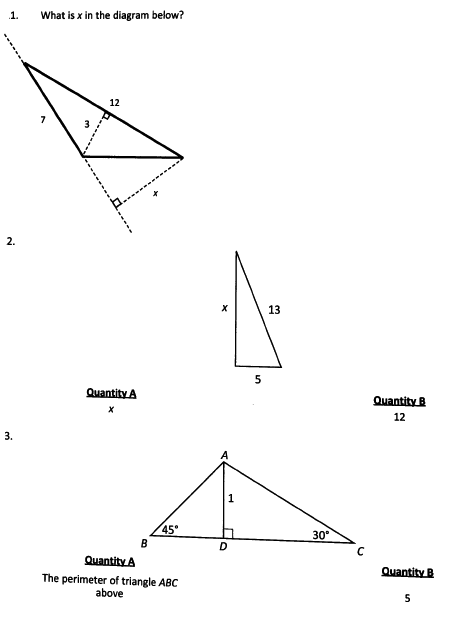 1. What is x in the diagram below?
12
7
3
x
2.
x
13
5
Quantity A
x
Quantity B
12
3.
A
1
45°
30°
B
D
C
Quantity A
The perimeter of triangle ABC
above
Quantity B
5